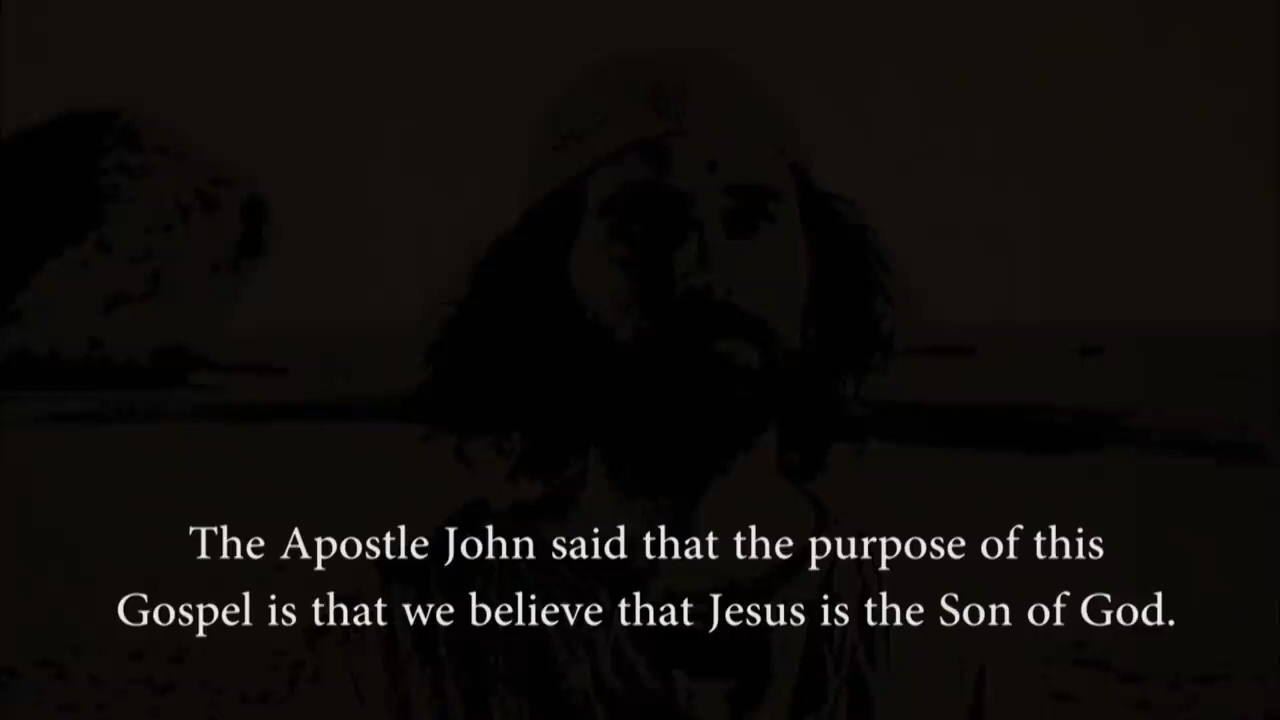 The Apostle John said that the purpose of this
Gospel is that we believe that Jesus is the Son of God.